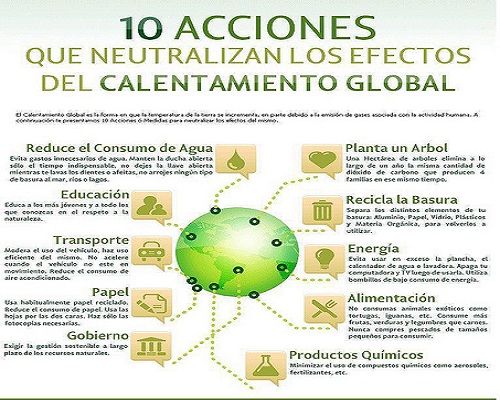 10 ACCIONES
QUE NEUTRALIZAN LOS EFECTOS
DEL CALENTAMIENTO GLOBAL
El Calentamiento Global es la forma en que la temperatura de la tierra se incrementa, en parte debido a la emisión de gases asociada con la actividad humana. A
continuación te presentamos 10 Acciones ó Medidas para neutralizar los efectos del mismo.
Reduce el Consumo de Agua
Evita gastos innecesarios de agua. Manten la ducha abierta
sólo el tiempo indispensable, no dejes la llave abierta
mientras te lavas los dientes o afeitas, no arrojes ningún tipo
de basura al mar, ríos o lagos.
Educación
Educa a los más jóvenes y a todo los
que conozcas en el respeto a la
naturaleza.
Transporte
Modera el uso del vehículo, haz uso
eficiente del mismo. No acelere
cuando el vehículo no este en
movimiento. Reduce el consumo de
aire acondicionado.
Papel
Usa habitualmente papel reciclado.
Reduce el consumo de papel. Usa las
hojas por las dos caras. Haz sólo las
fotocopias necesarias.
Gobierno
Exigir la gestión sostenible a largo
plazo de los recursos naturales.
Planta un Arbol
Una Hectárea de arboles elimina a lo
largo de un año la misma cantidad de
dióxido de carbono que producen 4
familias en ese mismo tiempo.
Recicla la Basura
Separa los distintos elementos de tu
basura: Aluminio, Papel, Vidrio, Plásticos
y Materia Orgánica, para volverlos a
utilizar.
Energía
Evita usar en exceso la plancha, el
calentador de agua o lavadora. Apaga tu
computadora y TV luego de usarla. Utiliza
bombillas de bajo consumo de energía.
Alimentación
No consumas animales exóticos como
tortugas, iguanas, etc. Consume más
frutas, verduras y legumbres que carnes.
Nunca compres pescados de tamaños
pequeños para consumir.
Productos Químicos
Minimizar el uso de compuestos químicos como aerosoles,
fertilizantes, etc.